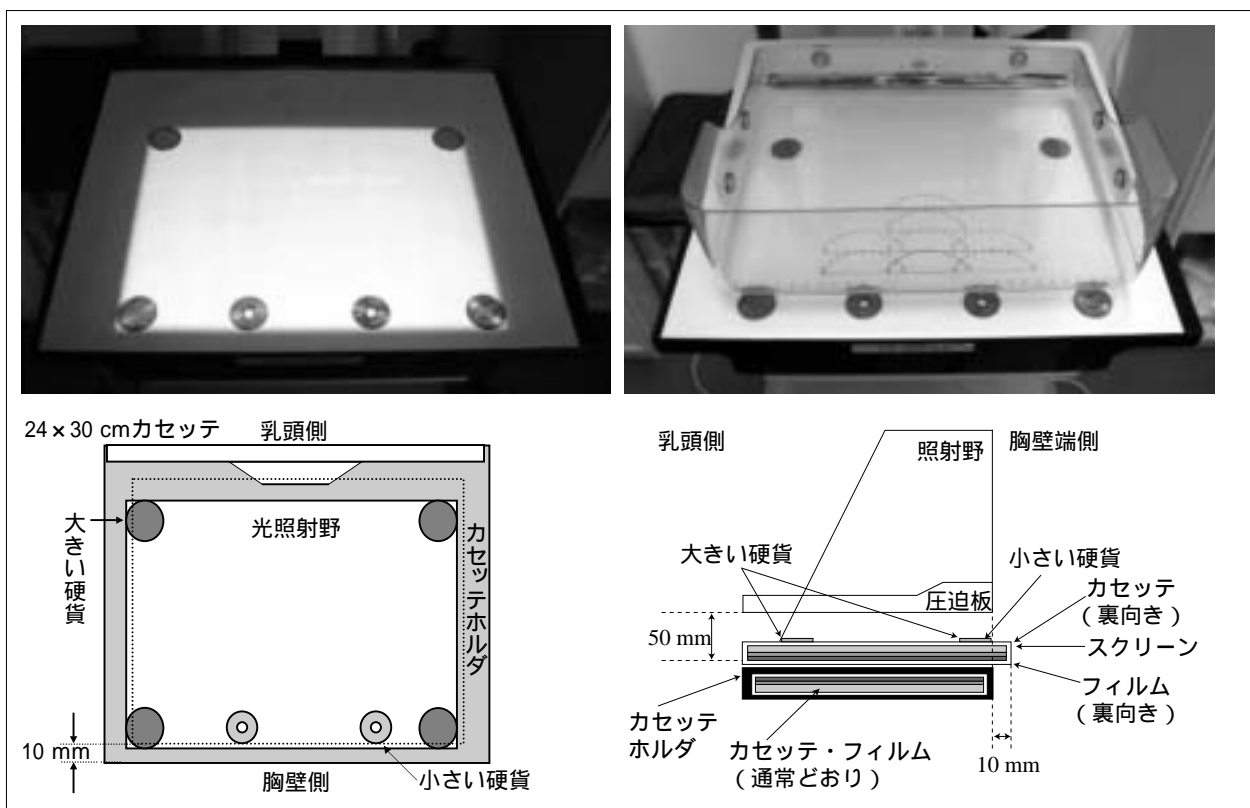 24×30 cmカセッテ
乳頭側
大きい硬貨
光照射野
カセッテホルダ
10 mm
胸壁側
小さい硬貨
乳頭側
照射野
胸壁端側
大きい硬貨
小さい硬貨
圧迫板
カセッテ
(裏向き)
50 mm
スクリーン
フィルム
(裏向き)
カセッテ
ホルダ
カセッテ・フィルム
(通常どおり)
10 mm